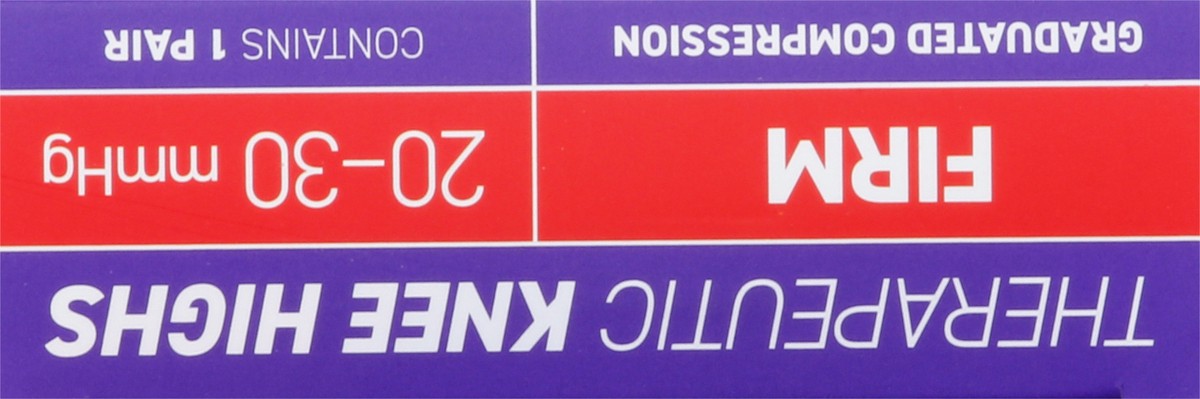 THERAPEUTIC KNEE HIGHS
FIRM
20–30 mmHg
GRADUATED COMPRESSION
CONTAINS 1 PAIR